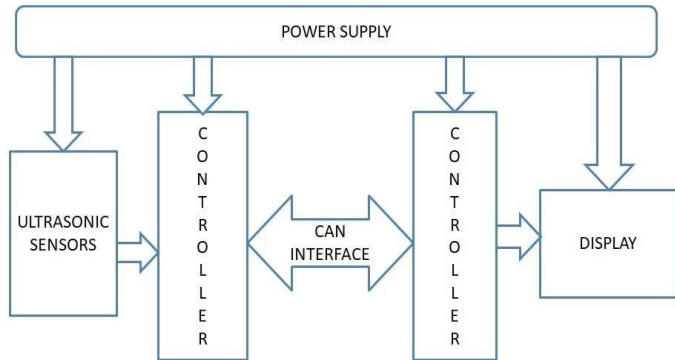 POWER SUPPLY
ULTRASONIC
SENSORS
C
O
N
T
R
O
L
L
E
R
CAN
INTERFACE
C
O
N
T
R
O
L
L
E
R
DISPLAY